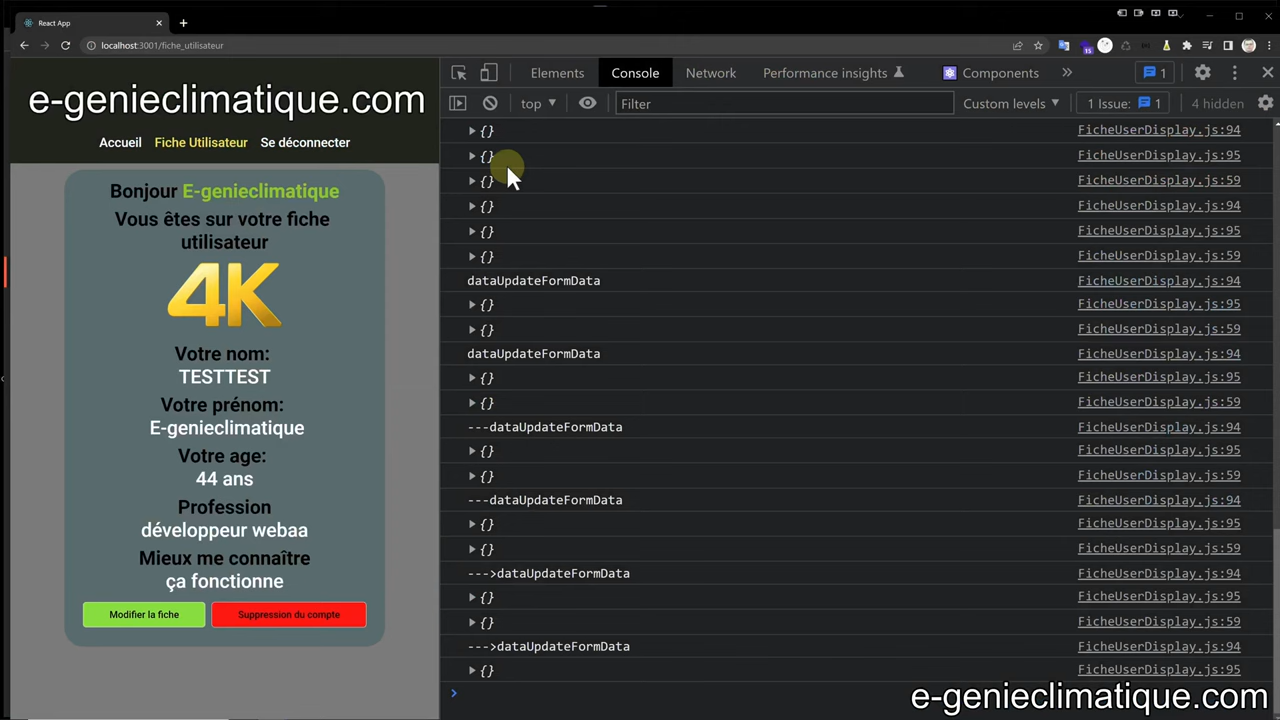 React App
localhost:3001/fiche_utilisateur
e-genieclimatique.com
Accueil Fiche Utilisateur Se déconnecter
Bonjour E-genieclimatique
Vous êtes sur votre fiche
utilisateur
4K
Votre nom:
TESTTEST
Votre prénom:
E-genieclimatique
Votre age:
44 ans
Profession
développeur webaa
Mieux me connaître
ça fonctionne
Modifier la fiche Suppression du compte
Elements Console Network Performance insights Components » 1
top Filter Custom levels 1 Issue: 1 4 hidden
{} FicheUserDisplay.js:94
{} FicheUserDisplay.js:95
{} FicheUserDisplay.js:59
{} FicheUserDisplay.js:94
{} FicheUserDisplay.js:95
{} FicheUserDisplay.js:59
dataUpdateFormData FicheUserDisplay.js:94
{} FicheUserDisplay.js:95
{} FicheUserDisplay.js:59
dataUpdateFormData FicheUserDisplay.js:94
{} FicheUserDisplay.js:95
{} FicheUserDisplay.js:59
---dataUpdateFormData FicheUserDisplay.js:94
{} FicheUserDisplay.js:95
{} FicheUserDisplay.js:59
---dataUpdateFormData FicheUserDisplay.js:94
{} FicheUserDisplay.js:95
{} FicheUserDisplay.js:59
--->dataUpdateFormData FicheUserDisplay.js:94
{} FicheUserDisplay.js:95
{} FicheUserDisplay.js:59
--->dataUpdateFormData FicheUserDisplay.js:94
{} FicheUserDisplay.js:95
e-genieclimatique.com